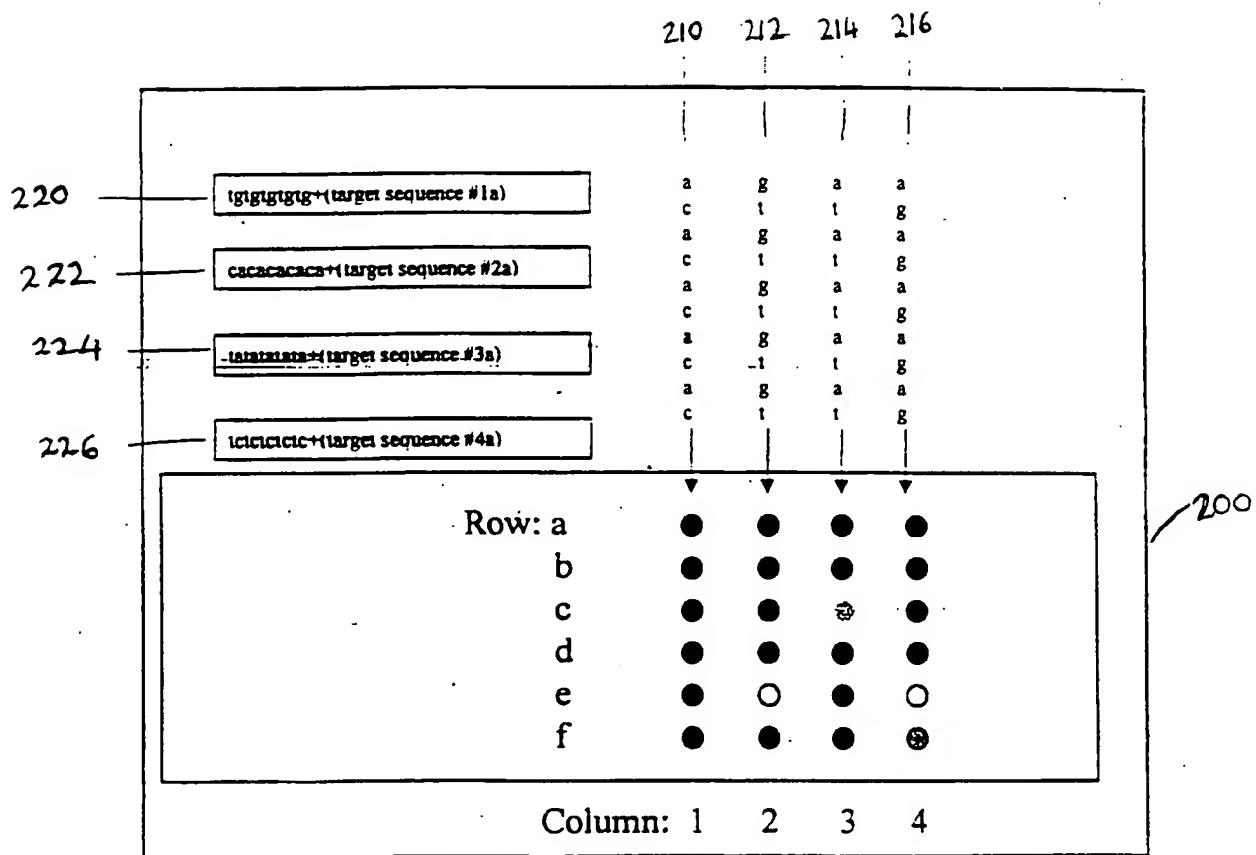 210 212 214 216
220 tgtgtgtgtg+(target sequence #1a)
222 cacacacaca+(target sequence #2a)
224 tatatatata+(target sequence #3a)
226 tctctctctc+(target sequence #4a)
a g a a
c t t g
a g a a
c t t g
a g a a
c t t g
a g a a
c t t g
a g a a
c t t g
200
Row: a
b
c
d
e
f
Column: 1 2 3 4